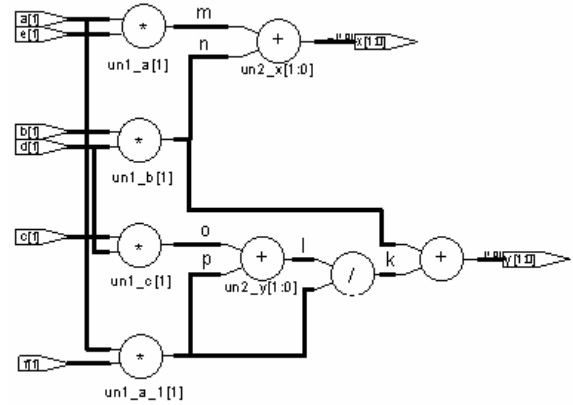 a[1]
e[1]
*
un1_a[1]
m
n
+
un2_x[1:0]
x[1:0]
b[1]
d[1]
*
un1_b[1]
c[1]
*
un1_c[1]
o
p
+
un2_y[1:0]
l
/
k
+
y[1:0]
f[1]
*
un1_a_1[1]